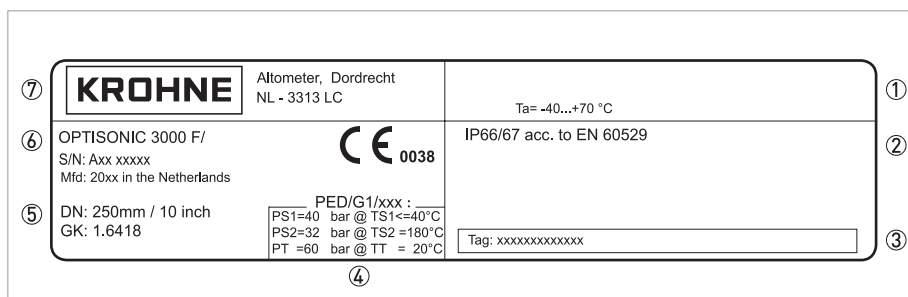 ⑦
KROHNE
Altometer, Dordrecht
NL - 3313 LC
Ta= -40...+70 °C
①
⑥
OPTISONIC 3000 F/
S/N: Axx xxxxx
Mfd: 20xx in the Netherlands
CE 0038
IP66/67 acc. to EN 60529
②
⑤
DN: 250mm / 10 inch
GK: 1.6418
PED/G1/xxx :
PS1=40 bar @ TS1<=40°C
PS2=32 bar @ TS2 =180°C
PT =60 bar @ TT = 20°C
④
Tag: xxxxxxxxxxxxx
③